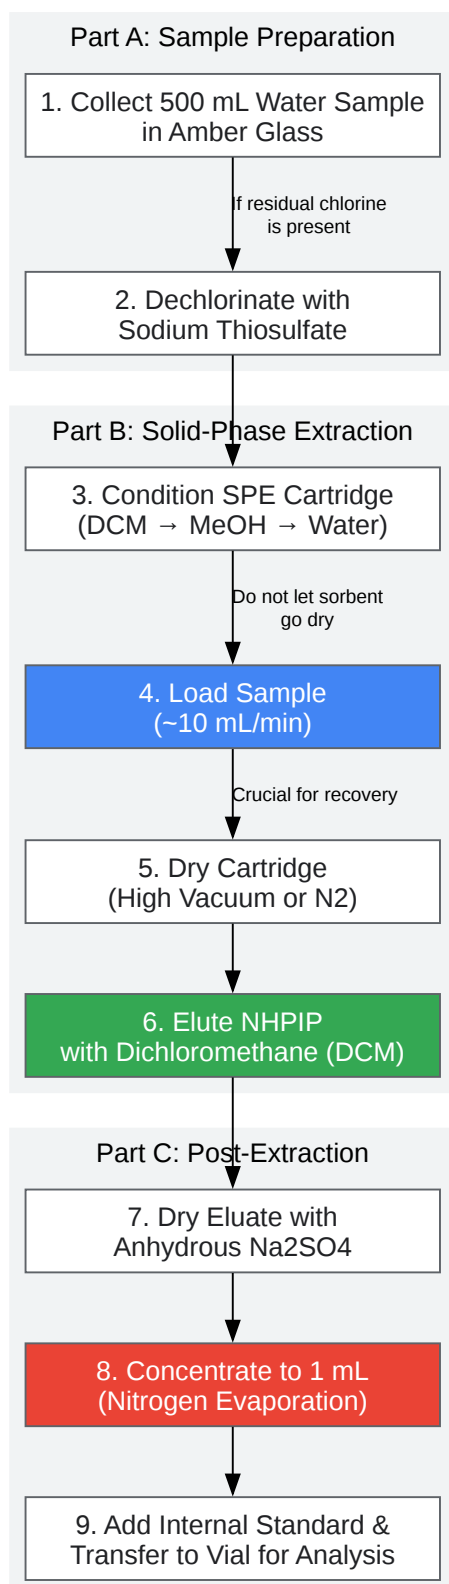 Part A: Sample Preparation
1. Collect 500 mL Water Sample
in Amber Glass
If residual chlorine
is present
2. Dechlorinate with
Sodium Thiosulfate
Part B: Solid-Phase Extraction
3. Condition SPE Cartridge
(DCM → MeOH → Water)
Do not let sorbent
go dry
4. Load Sample
(~10 mL/min)
Crucial for recovery
5. Dry Cartridge
(High Vacuum or N2)
6. Elute NHPIP
with Dichloromethane (DCM)
Part C: Post-Extraction
7. Dry Eluate with
Anhydrous Na2SO4
8. Concentrate to 1 mL
(Nitrogen Evaporation)
9. Add Internal Standard &
Transfer to Vial for Analysis